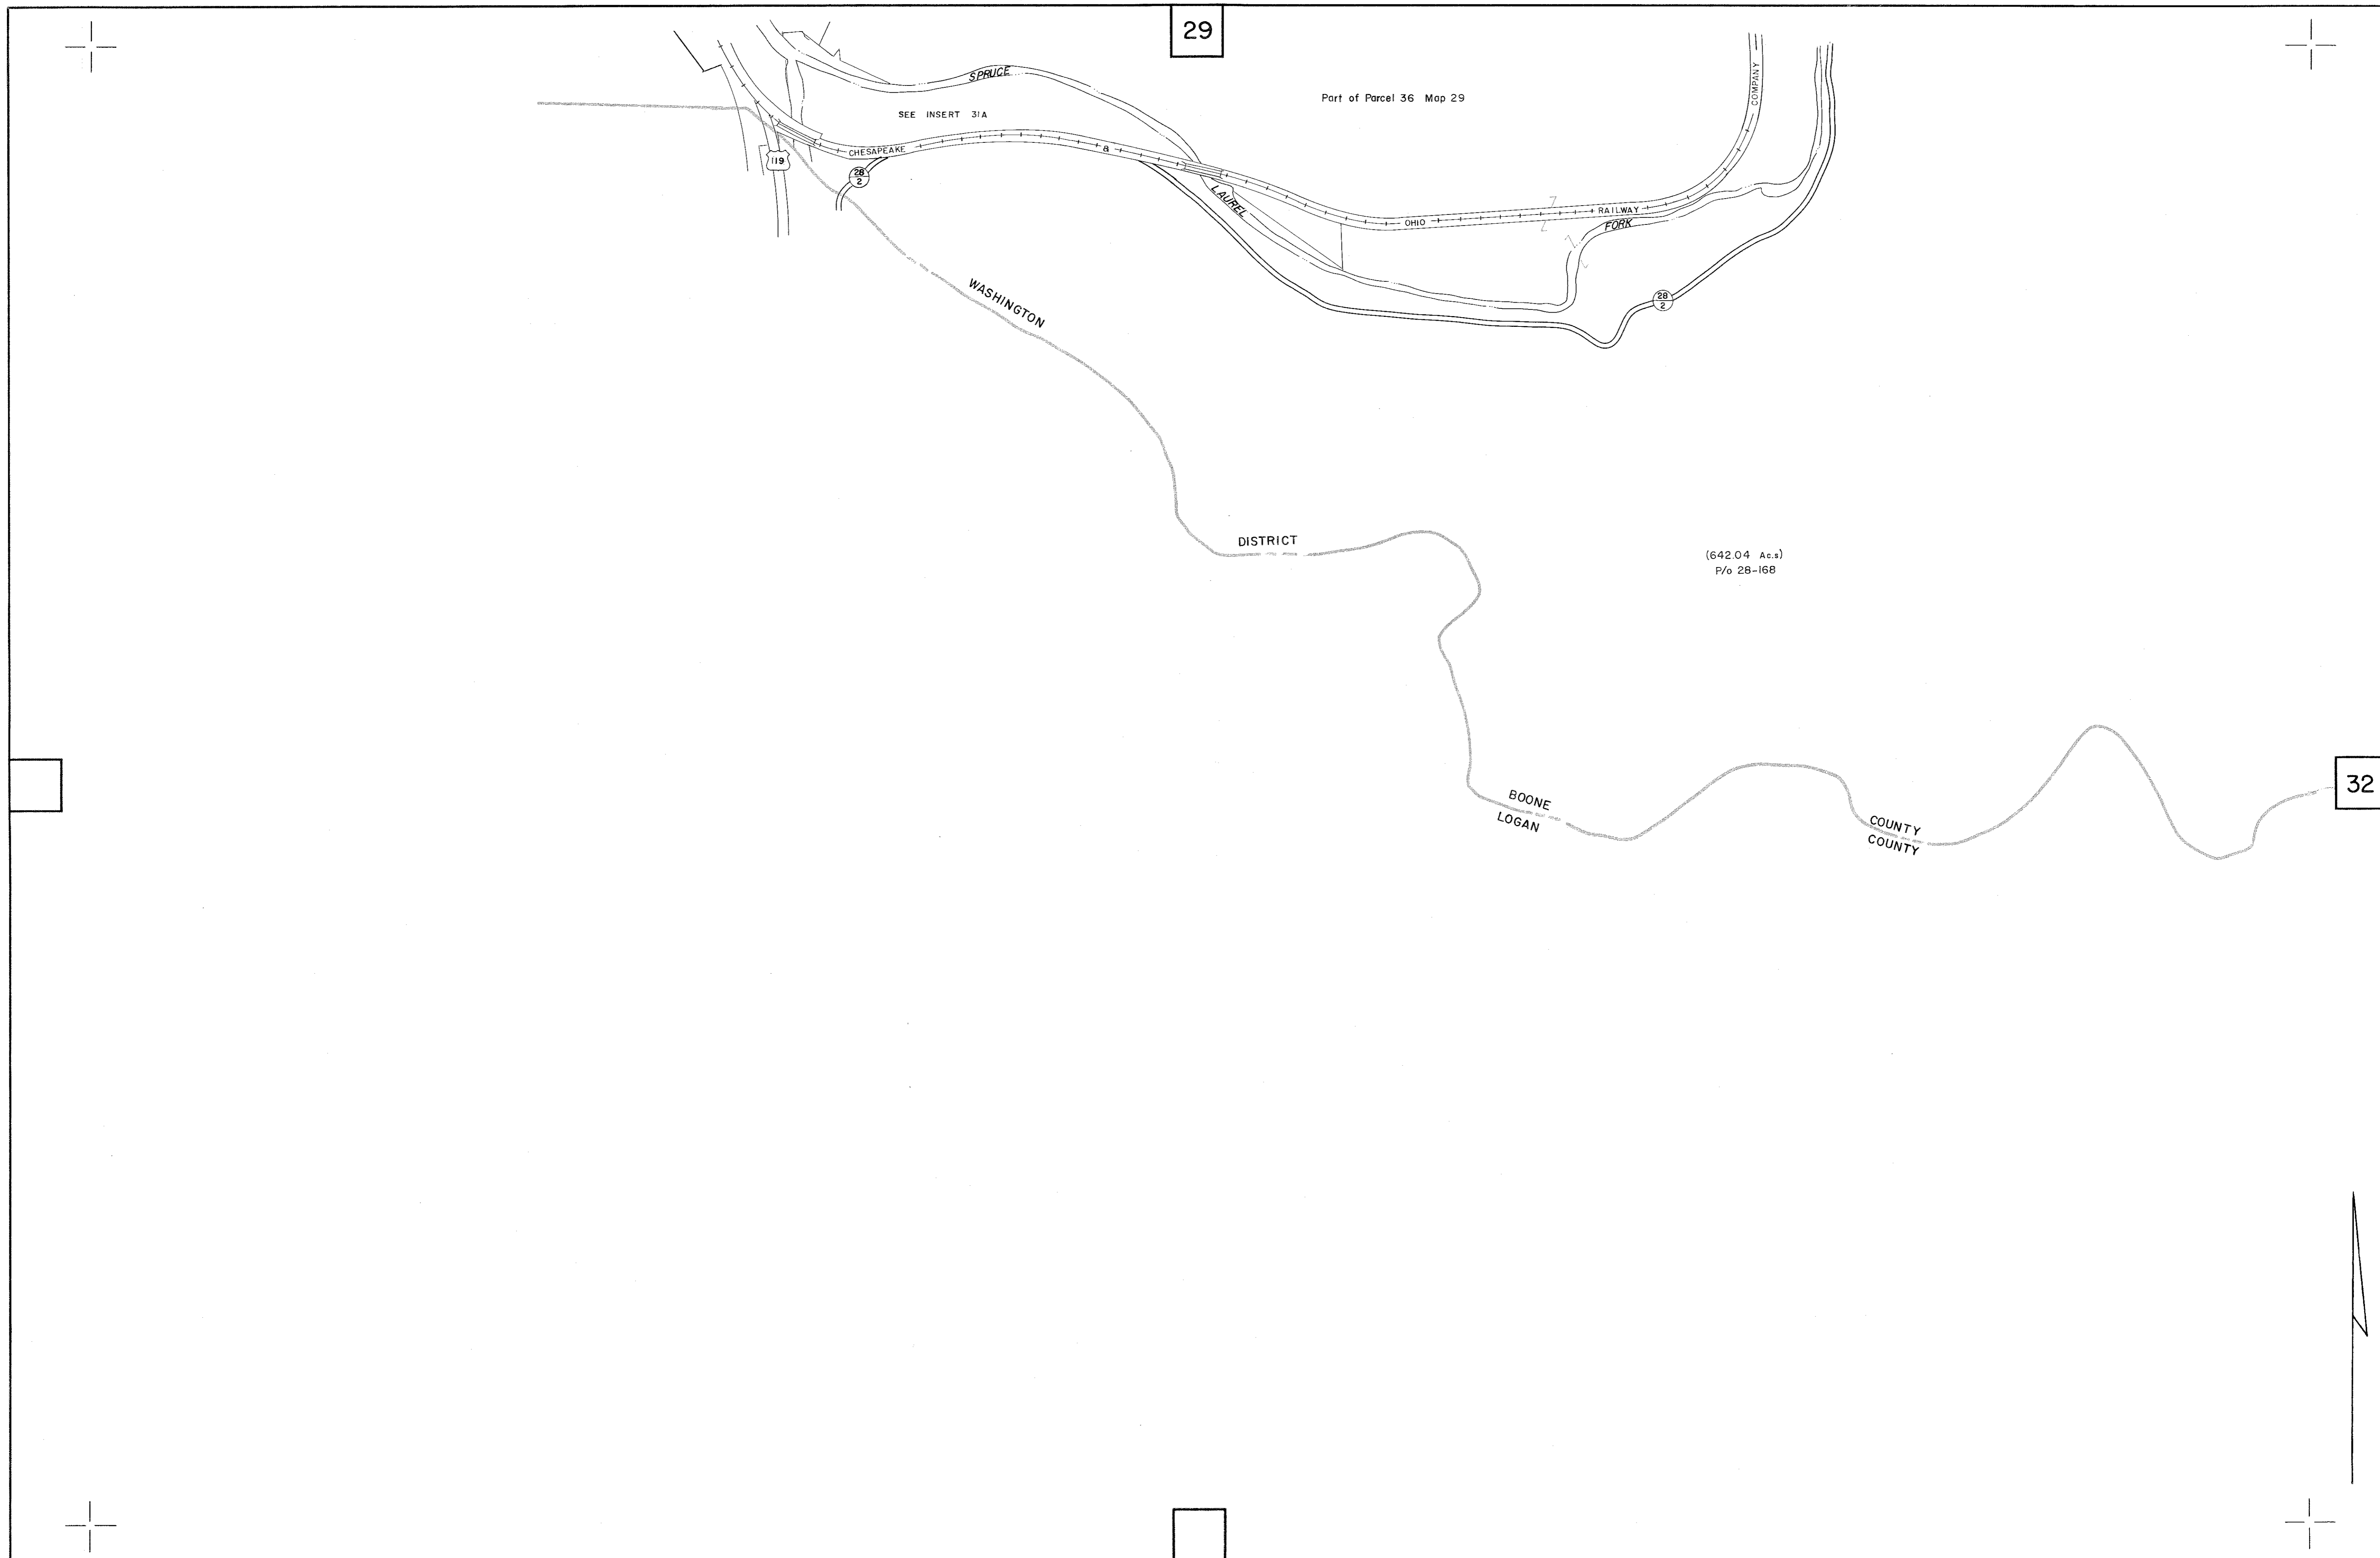 29
SPRUCE
Part of Parcel 36 Map 29
COMPANY
SEE INSERT 31A
CHESAPEAKE
&
119
28
2
LAUREL
OHIO
RAILWAY
FORK
28
2
WASHINGTON
DISTRICT
(642.04 Ac.s)
P/o 28-168
32
BOONE
LOGAN
COUNTY
COUNTY